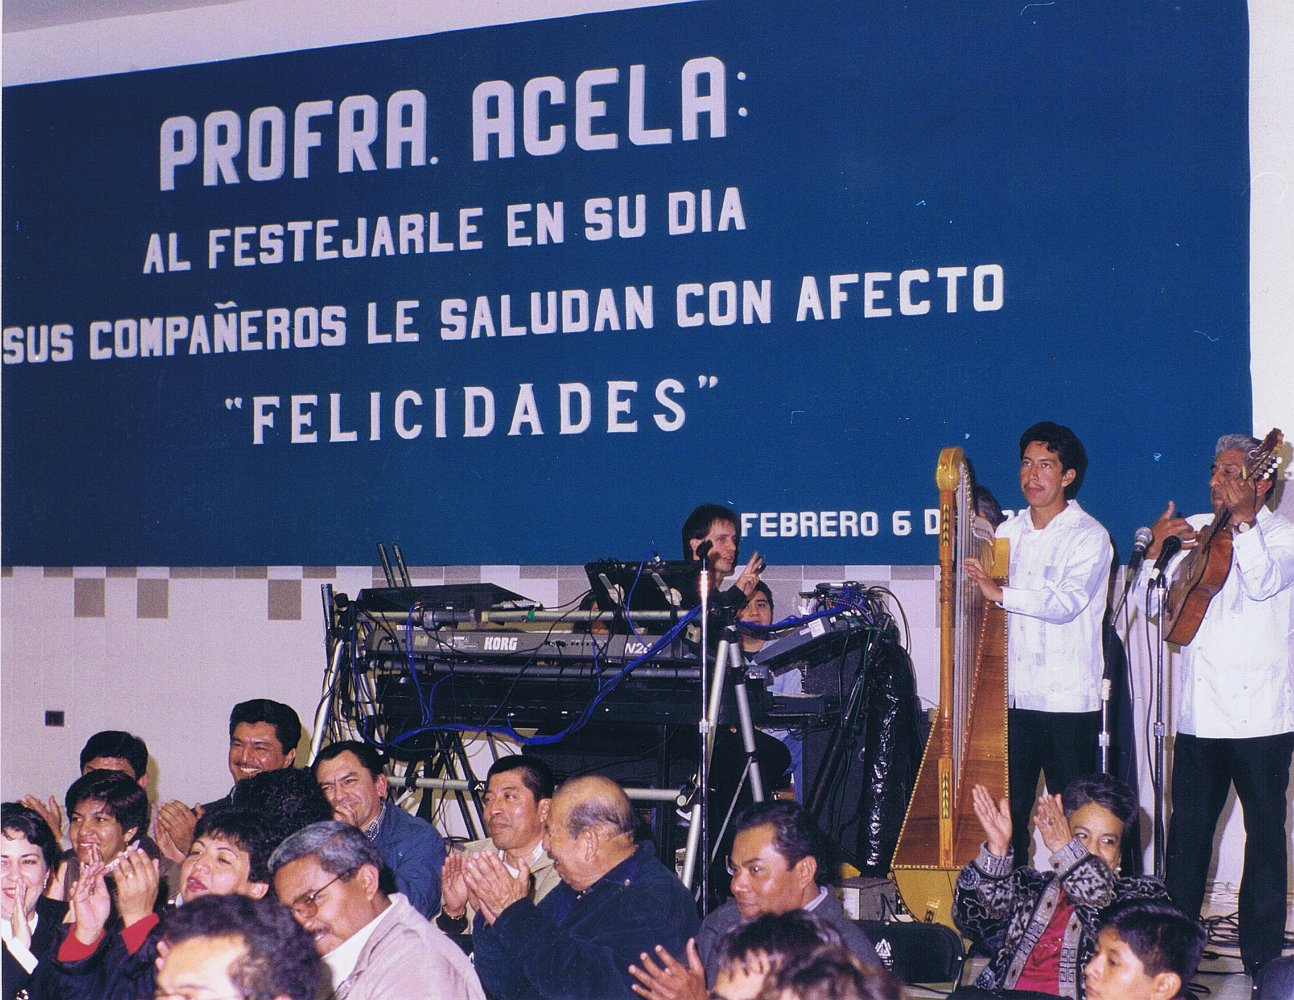 PROFRA. ACELA:
AL FESTEJARLE EN SU DIA
SUS COMPAÑEROS LE SALUDAN CON AFECTO
"FELICIDADES"
FEBRERO 6
KORG